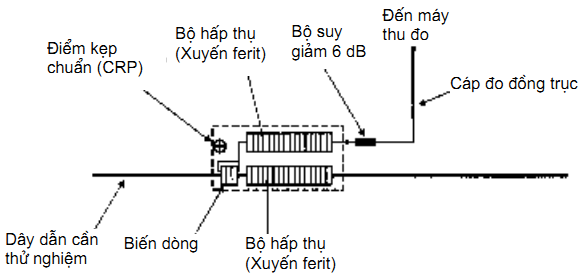 Đến máy
thu đo
Bộ hấp thụ
(Xuyến ferit)
Bộ suy
giảm 6 dB
Điểm kẹp
chuẩn (CRP)
Cáp đo đồng trục
Dây dẫn cần
thử nghiệm
Biến dòng
Bộ hấp thụ
(Xuyến ferit)